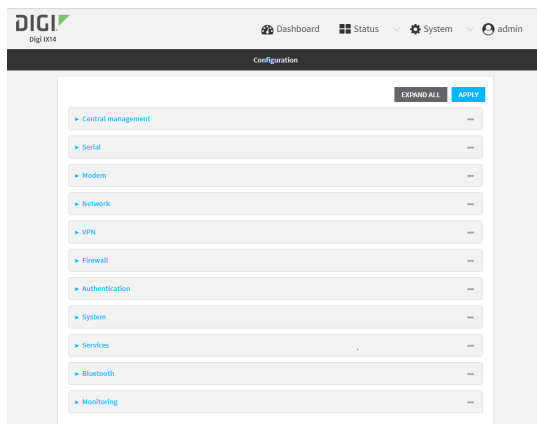 DIGI
Digi IX14
Dashboard Status System admin
Configuration
EXPAND ALL APPLY
Central management
Serial
Modem
Network
VPN
Firewall
Authentication
System
Services
Bluetooth
Monitoring